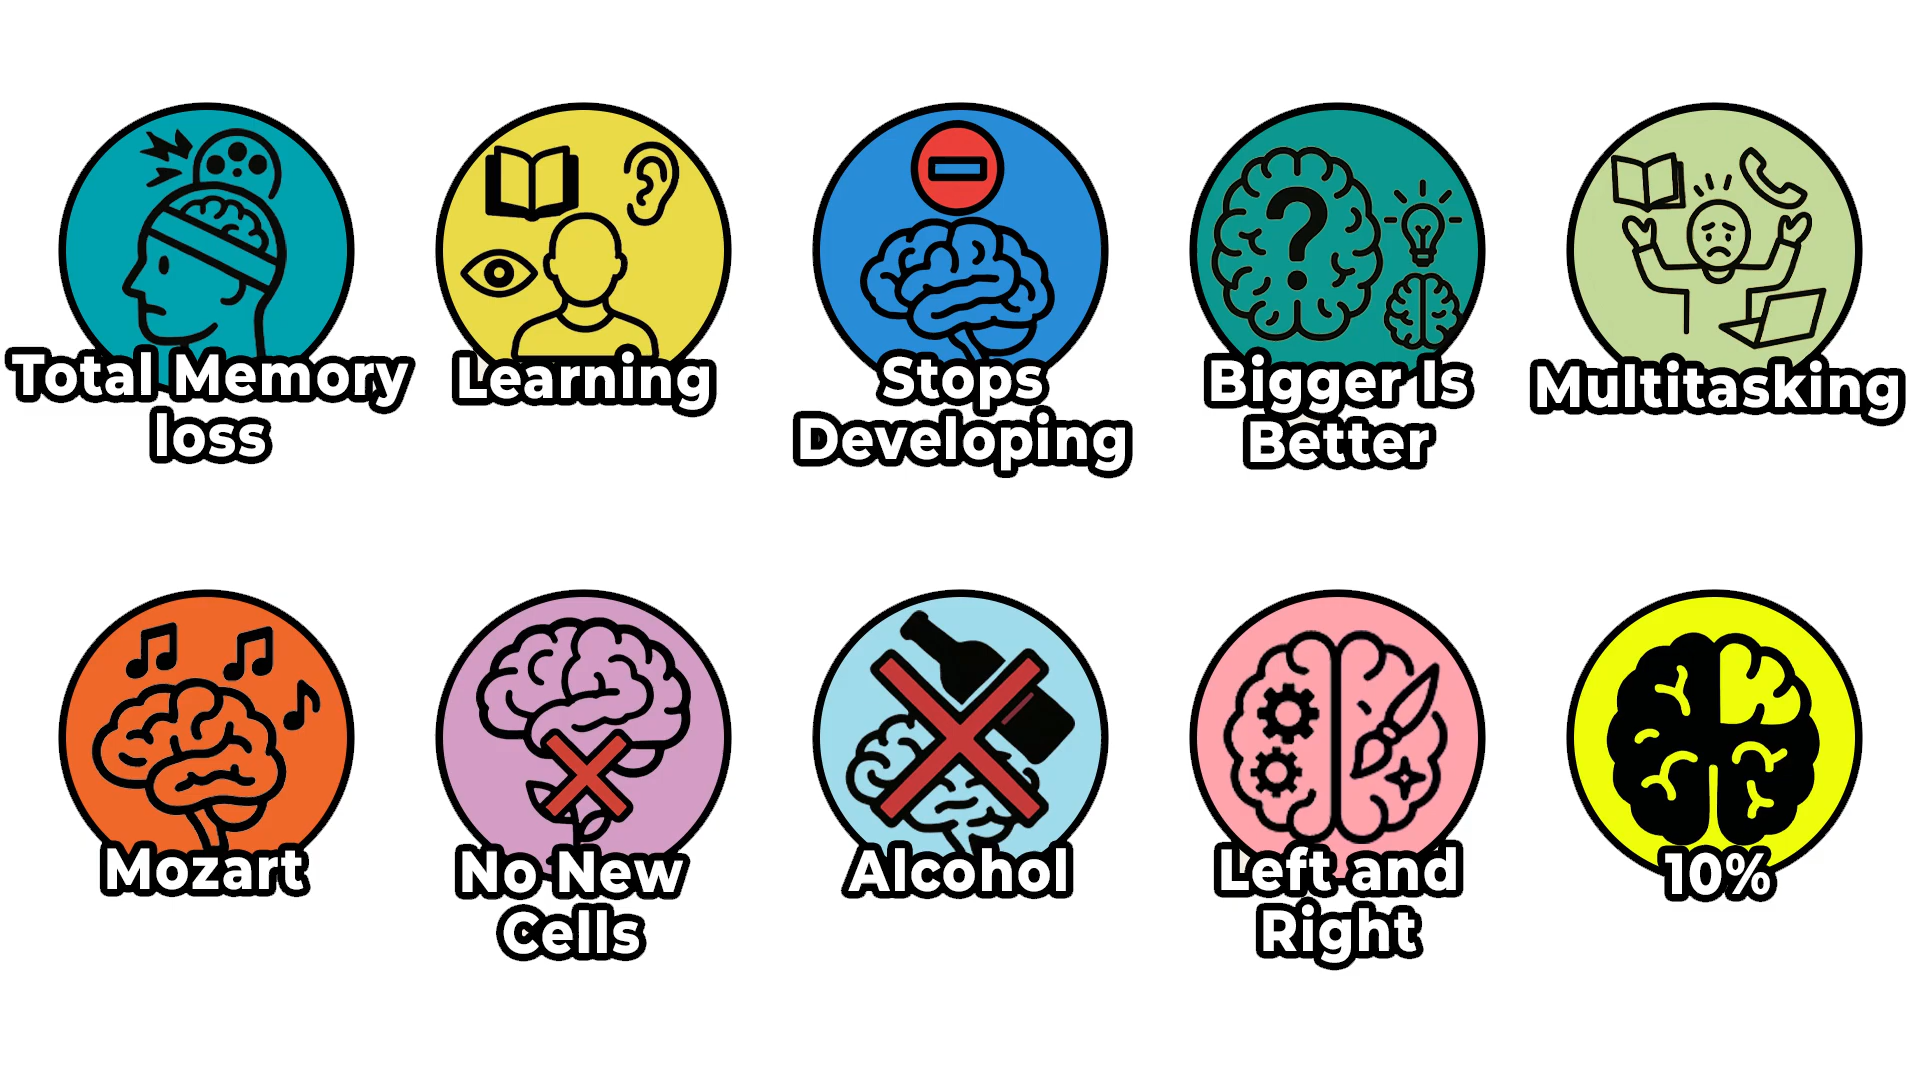 Total Memory
loss
Learning
Stops
Developing
Bigger Is
Better
Multitasking
Mozart
No New
Cells
Alcohol
Left and
Right
10%